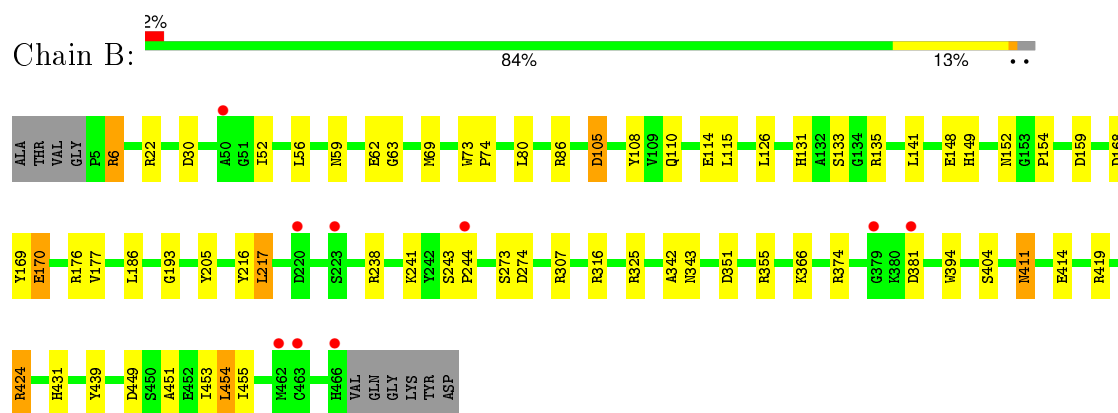 2%
Chain B:
84% 13% • •
ALA THR VAL GLY P5 R6 R22 D30 A50 G51 I52 L56 N59 E62 G63 M69 W73 P74 L80 R86 D105 Y108 V109 Q110 E114 L115 L126 H131 A132 S133 G134 R135 L141 E148 H149 N152 G153 P154 D159 D168
Y169 E170 R176 V177 L186 G193 Y205 Y216 L217 D220 S223 R238 K241 Y242 S243 P244 S273 D274 R307 R316 R325 A342 N343 D351 R355 K366 R374 G379 K380 D381 W394 S404 N411 E414 R419
R424 H431 Y439 D449 S450 A451 E452 I453 L454 I455 M462 C463 H466 VAL GLN GLY LYS TYR ASP